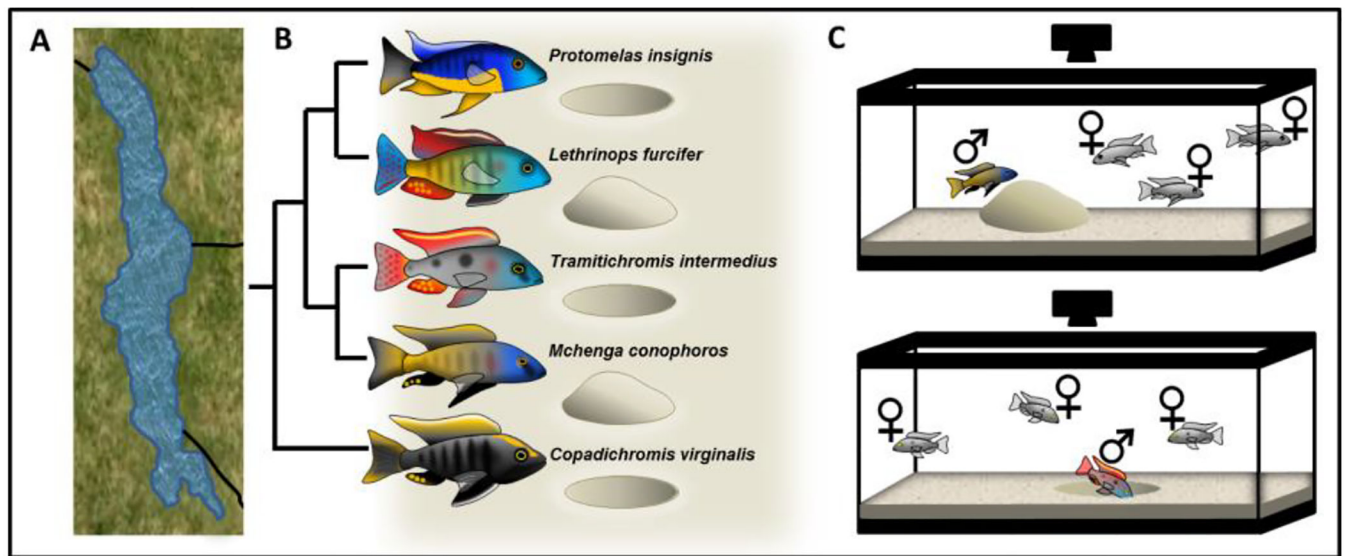 A
B
C
Protomelas insignis
Lethrinops furcifer
Tramitichromis intermedius
Mchenga conophoros
Copadichromis virginalis
♂
♀
♀
♀
♀
♀
♀
♂